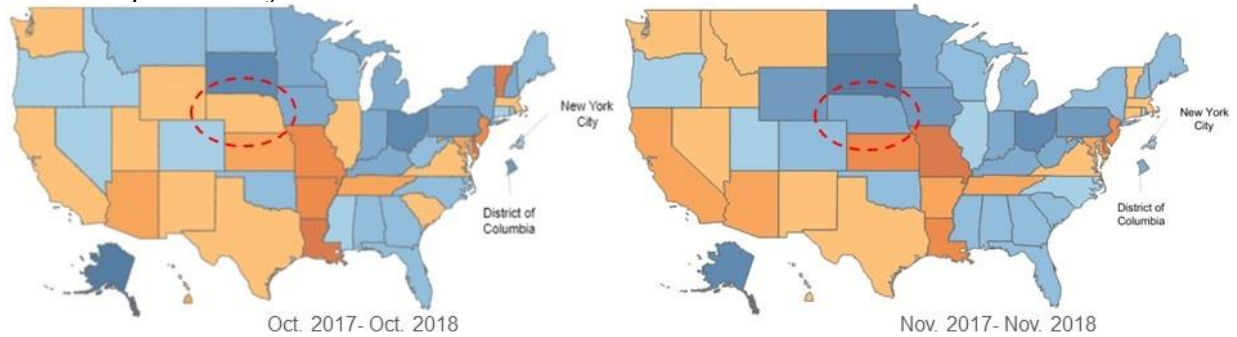 New York
City
District of
Columbia
Oct. 2017- Oct. 2018
New York
City
District of
Columbia
Nov. 2017- Nov. 2018